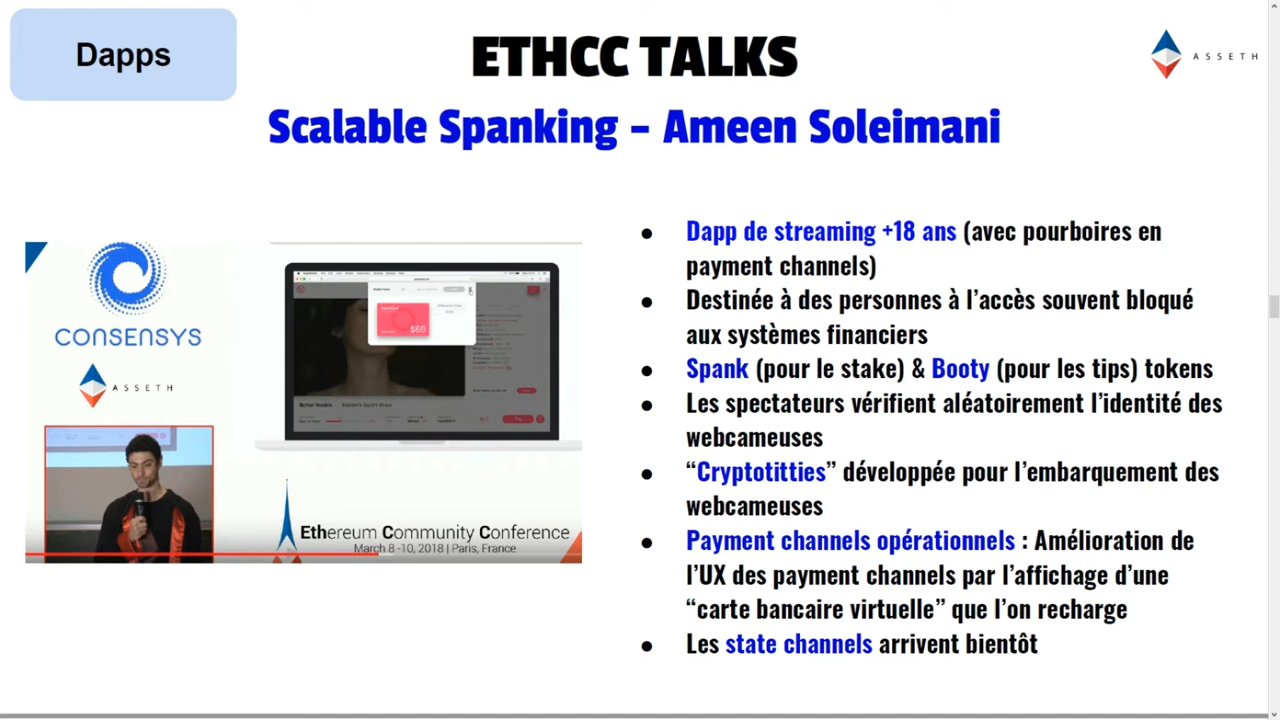 Dapps
ETHCC TALKS
ASSETH
Scalable Spanking - Ameen Soleimani
CONSENSYS
ASSETH
$69
Ethereum Community Conference
March 8 -10, 2018 | Paris, France
● Dapp de streaming +18 ans (avec pourboires en
payment channels)
● Destinée à des personnes à l'accès souvent bloqué
aux systèmes financiers
● Spank (pour le stake) & Booty (pour les tips) tokens
● Les spectateurs vérifient aléatoirement l'identité des
webcameuses
● “Cryptotitties” développée pour l'embarquement des
webcameuses
● Payment channels opérationnels : Amélioration de
l'UX des payment channels par l'affichage d'une
“carte bancaire virtuelle” que l'on recharge
● Les state channels arrivent bientôt